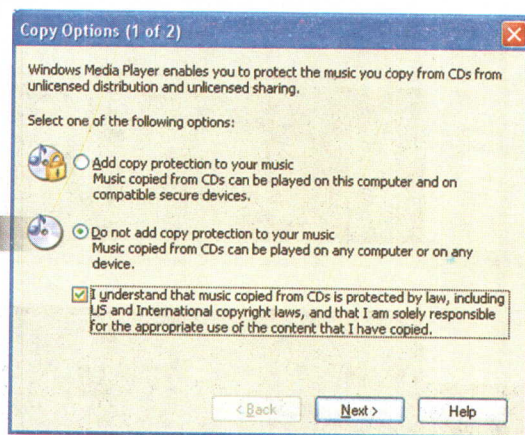 Copy Options (1 of 2)
Windows Media Player enables you to protect the music you copy from CDs from
unlicensed distribution and unlicensed sharing.
Select one of the following options:
Add copy protection to your music
Music copied from CDs can be played on this computer and on
compatible secure devices.
Do not add copy protection to your music
Music copied from CDs can be played on any computer or on any
device.
I understand that music copied from CDs is protected by law, including
US and International copyright laws, and that I am solely responsible
for the appropriate use of the content that I have copied.
< Back Next > Help